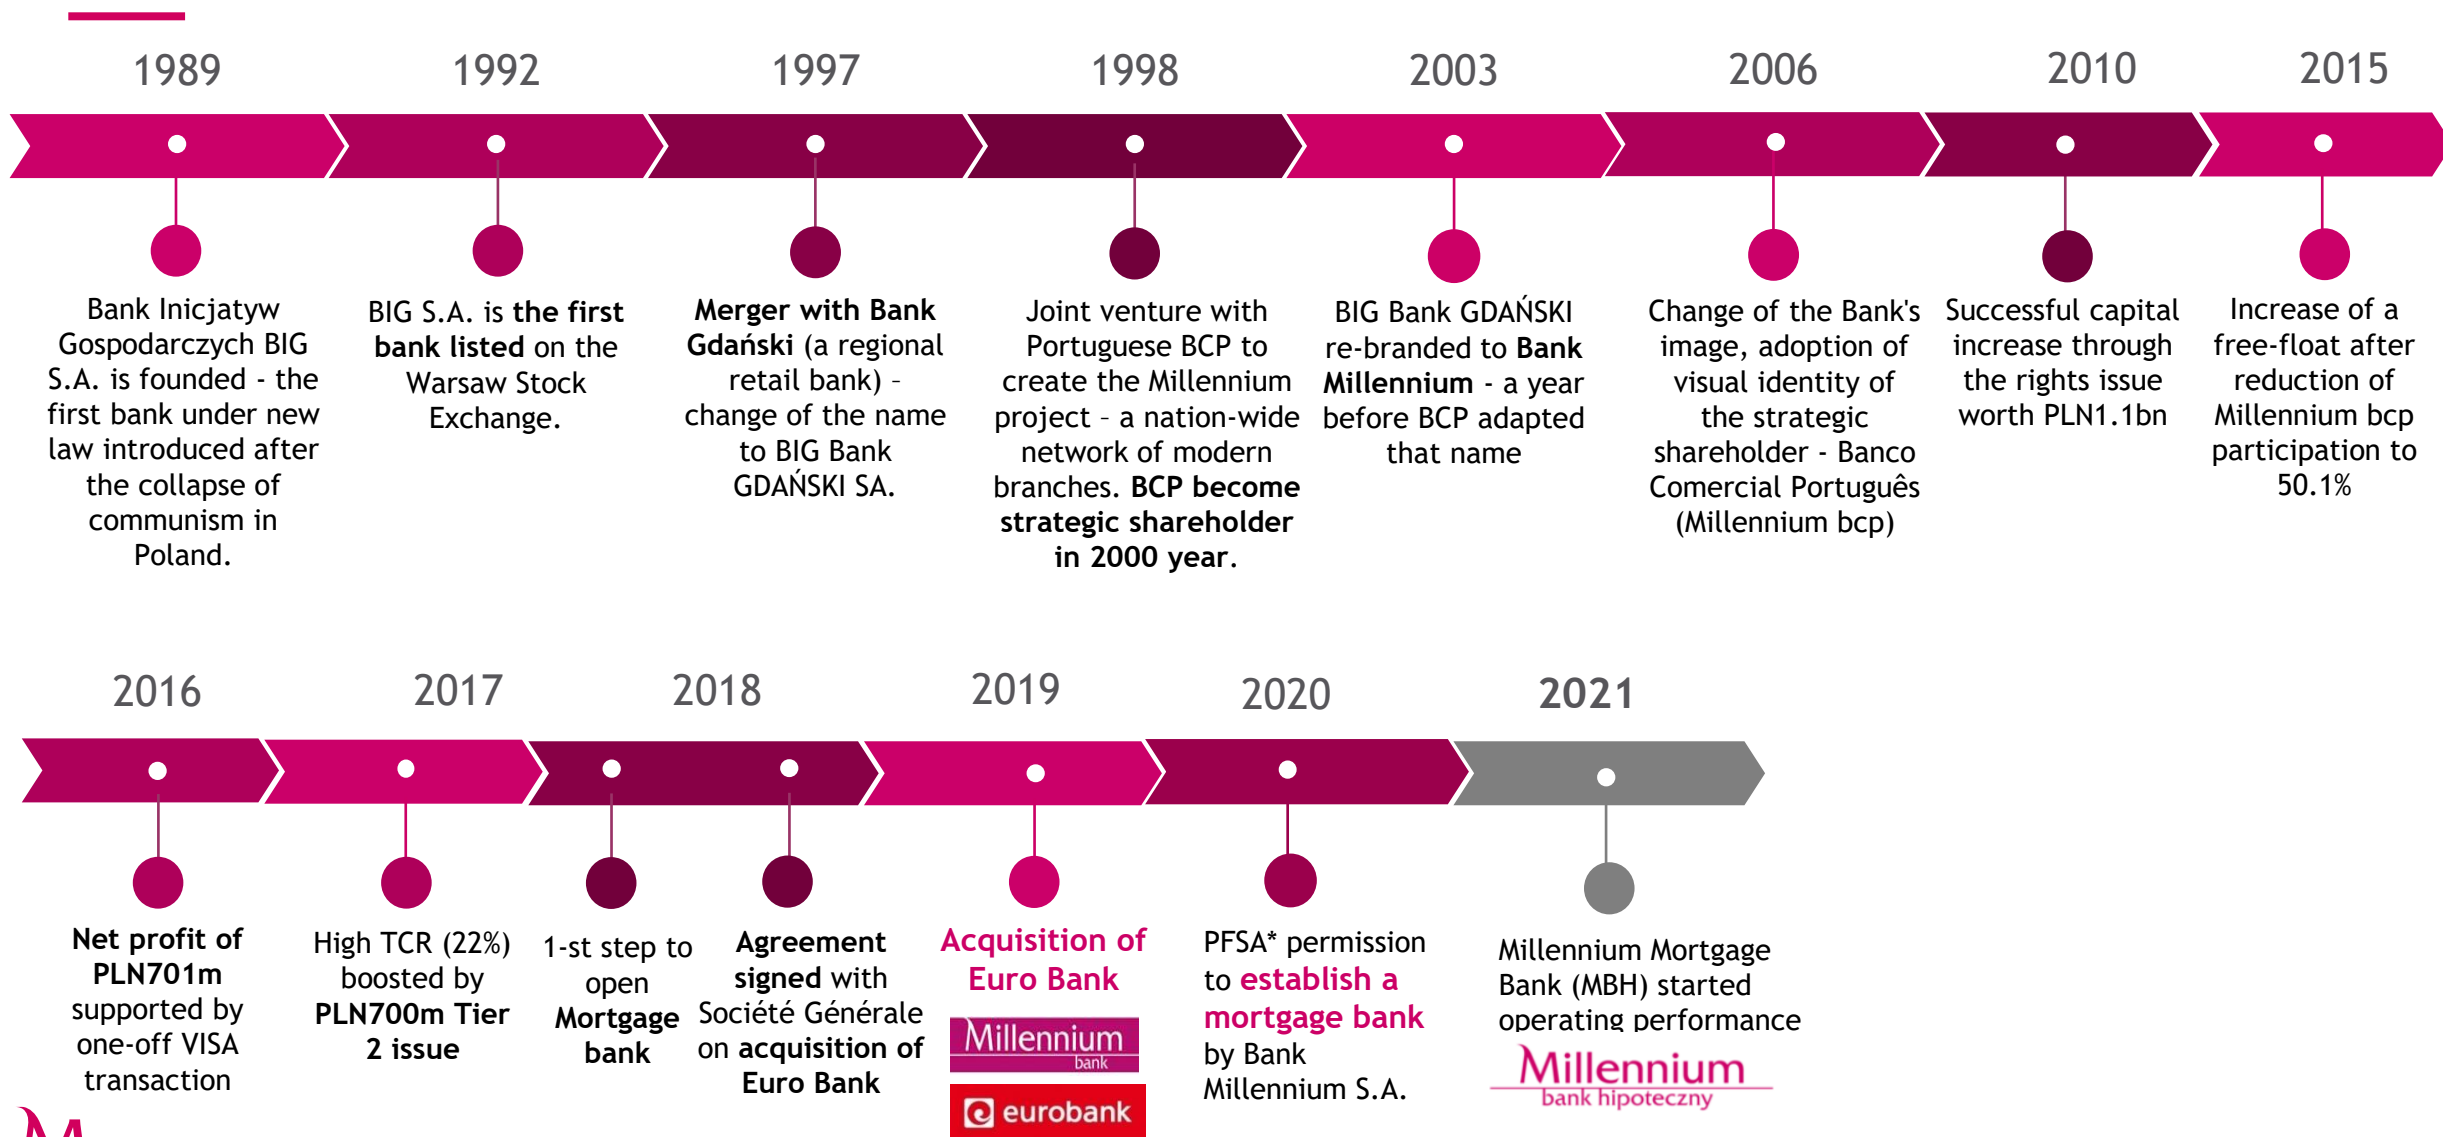 1989
1992
1997
1998
2003
2006
2010
2015
Bank Inicjatyw
Gospodarczych BIG
S.A. is founded - the
first bank under new
law introduced after
the collapse of
communism in
Poland.
BIG S.A. is the first
bank listed on the
Warsaw Stock
Exchange.
Merger with Bank
Gdański (a regional
retail bank) –
change of the name
to BIG Bank
GDAŃSKI SA.
Joint venture with
Portuguese BCP to
create the Millennium
project – a nation-wide
network of modern
branches. BCP become
strategic shareholder
in 2000 year.
BIG Bank GDAŃSKI
re-branded to Bank
Millennium - a year
before BCP adapted
that name
Change of the Bank's
image, adoption of
visual identity of
the strategic
shareholder - Banco
Comercial Português
(Millennium bcp)
Successful capital
increase through
the rights issue
worth PLN1.1bn
Increase of a
free-float after
reduction of
Millennium bcp
participation to
50.1%
2016
2017
2018
2019
2020
2021
Net profit of
PLN701m
supported by
one-off VISA
transaction
High TCR (22%)
boosted by
PLN700m Tier
2 issue
1-st step to
open
Mortgage
bank
Agreement
signed with
Société Générale
on acquisition of
Euro Bank
Acquisition of
Euro Bank
Millennium
bank
eurobank
PFSA* permission
to establish a
mortgage bank
by Bank
Millennium S.A.
Millennium Mortgage
Bank (MBH) started
operating performance
Millennium
bank hipoteczny
M